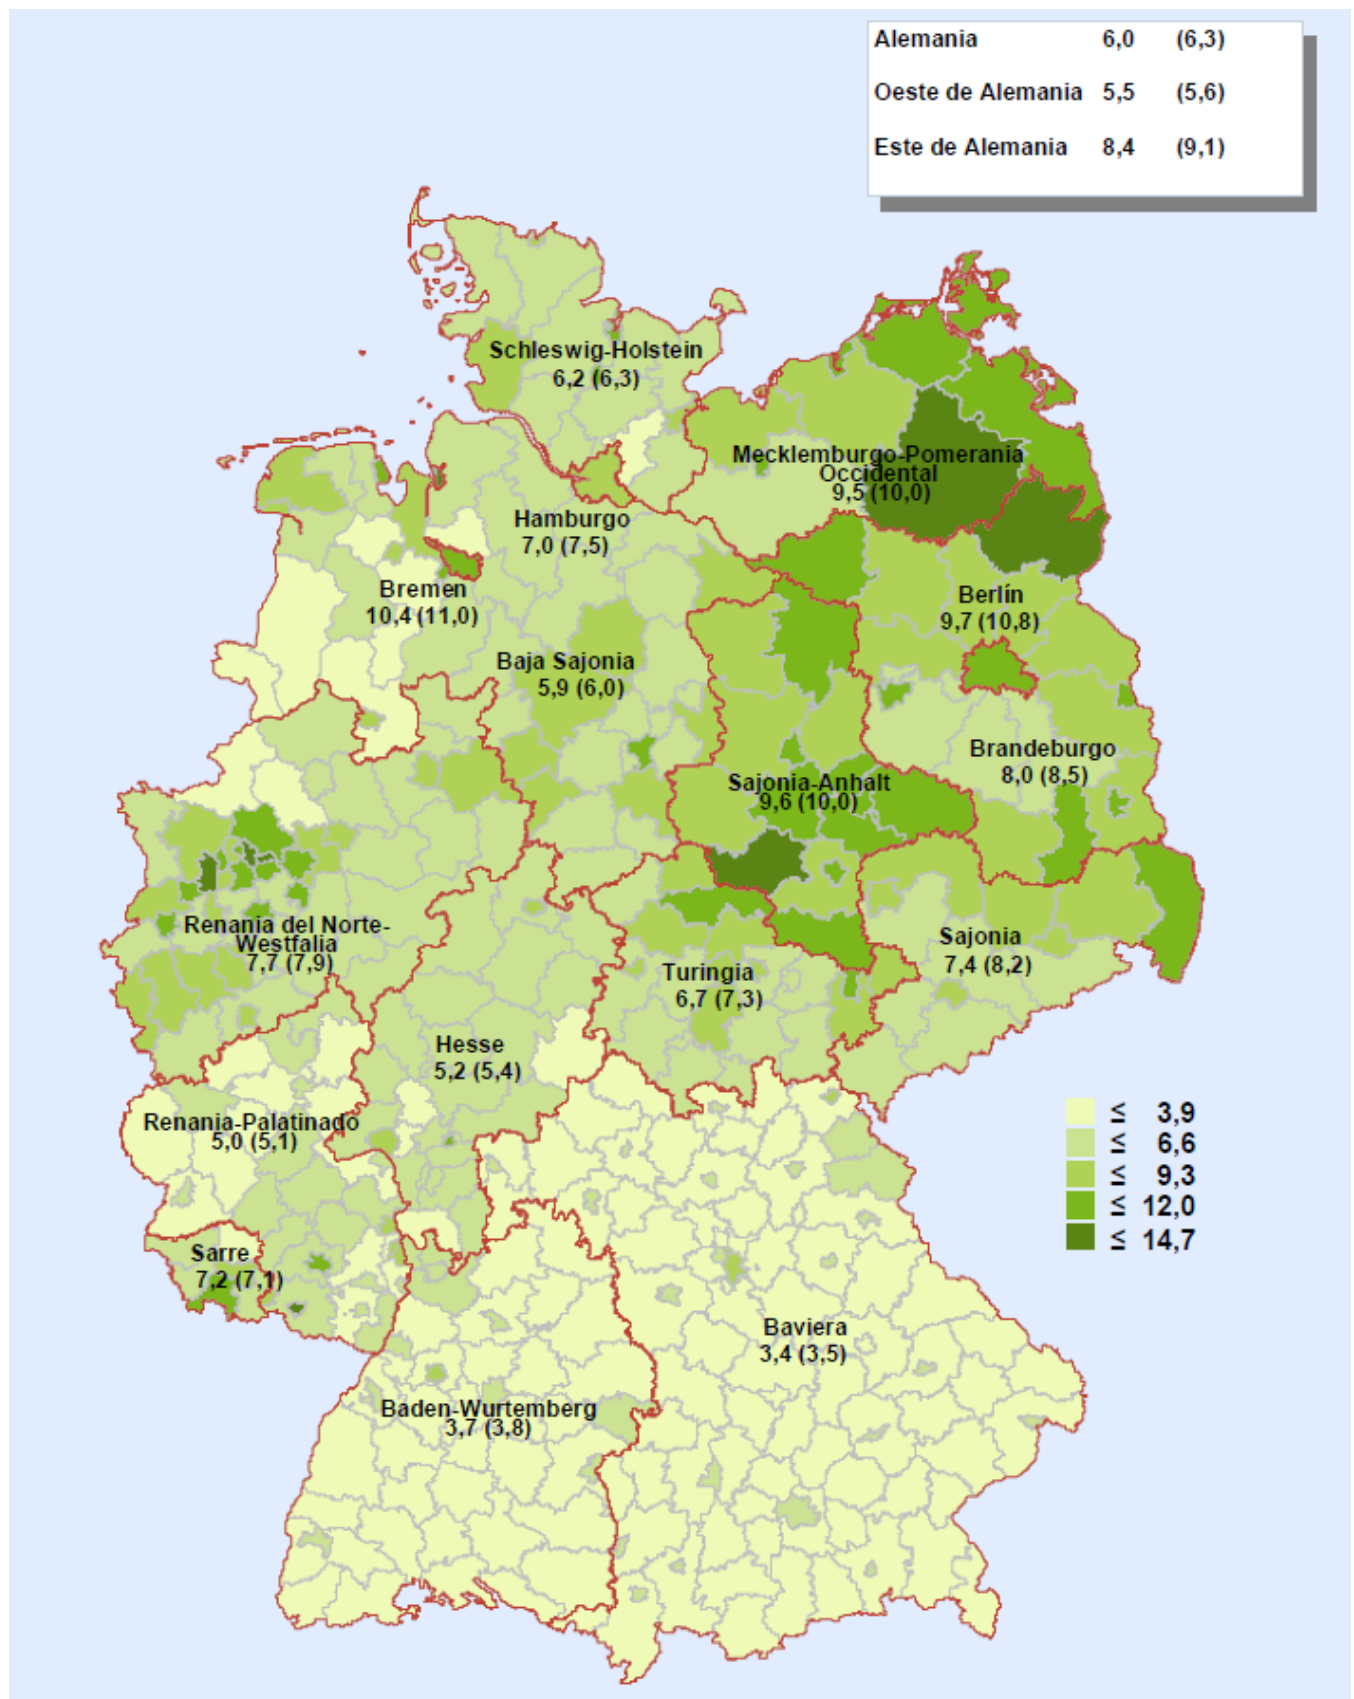 Alemania 6,0 (6,3)
Oeste de Alemania 5,5 (5,6)
Este de Alemania 8,4 (9,1)
Schleswig-Holstein
6,2 (6,3)
Mecklemburgo-Pomerania
Occidental
9,5 (10,0)
Hamburgo
7,0 (7,5)
Bremen
10,4 (11,0)
Berlín
9,7 (10,8)
Baja Sajonia
5,9 (6,0)
Brandeburgo
8,0 (8,5)
Sajonia-Anhalt
9,6 (10,0)
Renania del Norte-
Westfalia
7,7 (7,9)
Sajonia
7,4 (8,2)
Turingia
6,7 (7,3)
Hesse
5,2 (5,4)
Renania-Palatinado
5,0 (5,1)
≤ 3,9
≤ 6,6
≤ 9,3
≤ 12,0
≤ 14,7
Sarre
7,2 (7,1)
Baviera
3,4 (3,5)
Baden-Wurtemberg
3,7 (3,8)